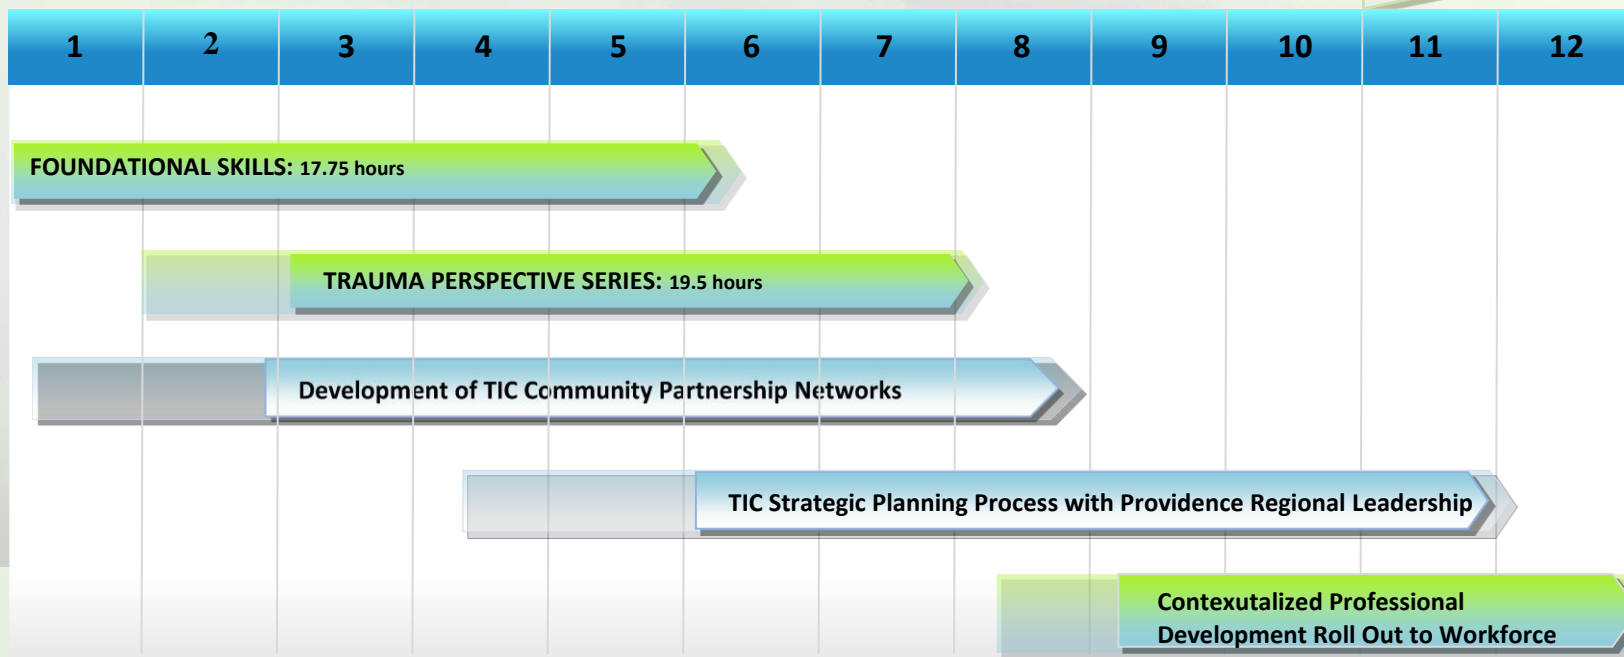 1 2 3 4 5 6 7 8 9 10 11 12
FOUNDATIONAL SKILLS: 17.75 hours
TRAUMA PERSPECTIVE SERIES: 19.5 hours
Development of TIC Community Partnership Networks
TIC Strategic Planning Process with Providence Regional Leadership
Contexutalized Professional
Development Roll Out to Workforce